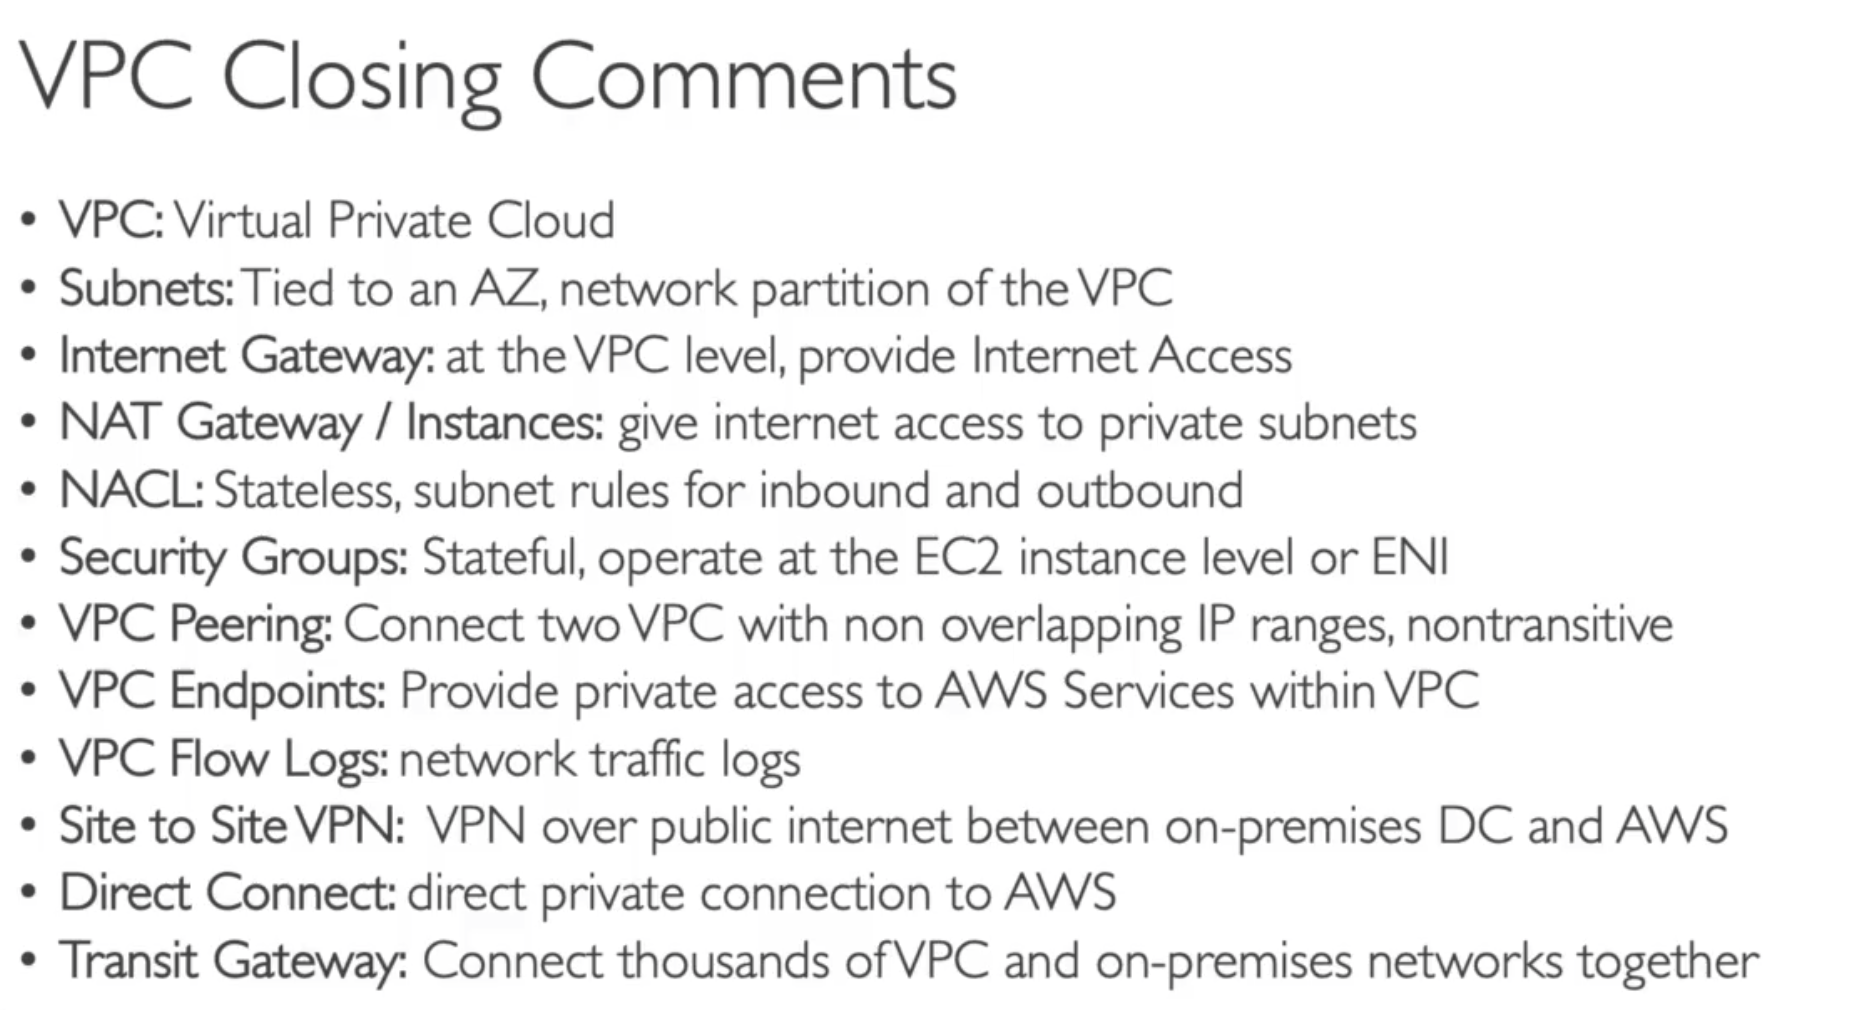 VPC Closing Comments
• VPC: Virtual Private Cloud
• Subnets: Tied to an AZ, network partition of the VPC
• Internet Gateway: at the VPC level, provide Internet Access
• NAT Gateway / Instances: give internet access to private subnets
• NACL: Stateless, subnet rules for inbound and outbound
• Security Groups: Stateful, operate at the EC2 instance level or ENI
• VPC Peering: Connect two VPC with non overlapping IP ranges, nontransitive
• VPC Endpoints: Provide private access to AWS Services within VPC
• VPC Flow Logs: network traffic logs
• Site to Site VPN: VPN over public internet between on-premises DC and AWS
• Direct Connect: direct private connection to AWS
• Transit Gateway: Connect thousands of VPC and on-premises networks together